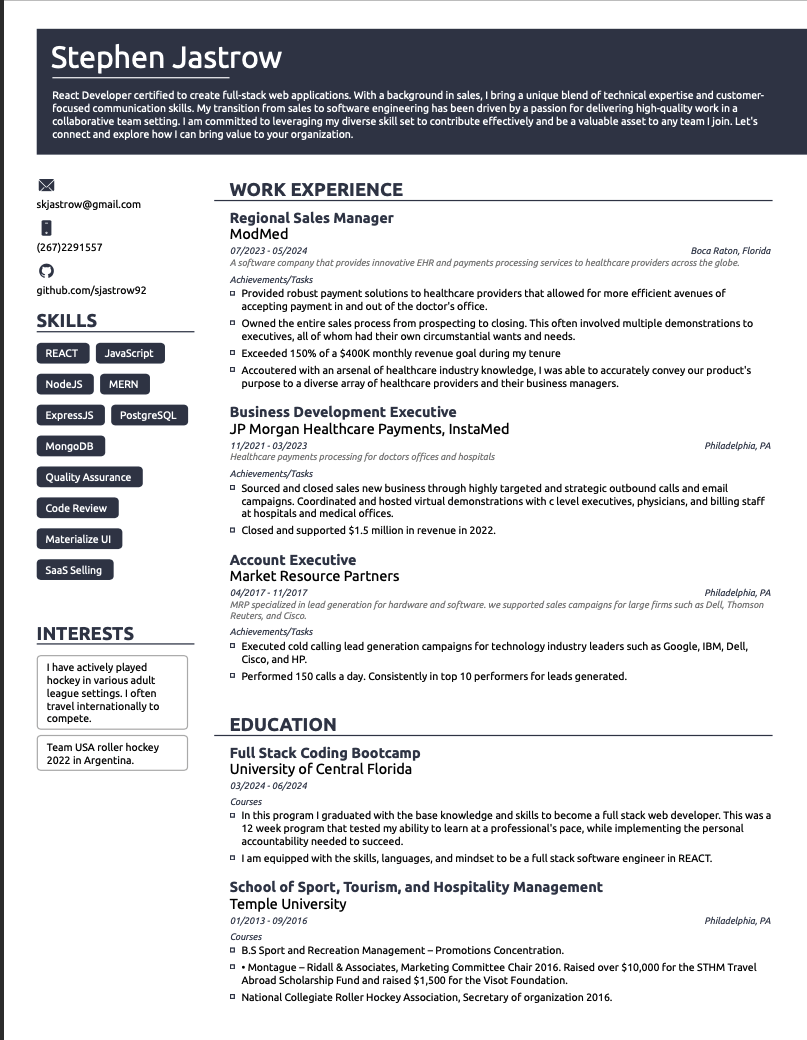 Stephen Jastrow
React Developer certified to create full-stack web applications. With a background in sales, I bring a unique blend of technical expertise and customer-
focused communication skills. My transition from sales to software engineering has been driven by a passion for delivering high-quality work in a
collaborative team setting. I am committed to leveraging my diverse skill set to contribute effectively and be a valuable asset to any team I join. Let's
connect and explore how I can bring value to your organization.
skjastrow@gmail.com
(267)2291557
github.com/sjastrow92
SKILLS
REACT JavaScript
NodeJS MERN
ExpressJS PostgreSQL
MongoDB
Quality Assurance
Code Review
Materialize UI
SaaS Selling
INTERESTS
I have actively played
hockey in various adult
league settings. I often
travel internationally to
compete.
Team USA roller hockey
2022 in Argentina.
WORK EXPERIENCE
Regional Sales Manager
ModMed
07/2023 - 05/2024 Boca Raton, Florida
A software company that provides innovative EHR and payments processing services to healthcare providers across the globe.
Achievements/Tasks
Provided robust payment solutions to healthcare providers that allowed for more efficient avenues of
accepting payment in and out of the doctor's office.
Owned the entire sales process from prospecting to closing. This often involved multiple demonstrations to
executives, all of whom had their own circumstantial wants and needs.
Exceeded 150% of a $400K monthly revenue goal during my tenure
Accoutered with an arsenal of healthcare industry knowledge, I was able to accurately convey our product's
purpose to a diverse array of healthcare providers and their business managers.
Business Development Executive
JP Morgan Healthcare Payments, InstaMed
11/2021 - 03/2023 Philadelphia, PA
Healthcare payments processing for doctors offices and hospitals
Achievements/Tasks
Sourced and closed sales new business through highly targeted and strategic outbound calls and email
campaigns. Coordinated and hosted virtual demonstrations with c level executives, physicians, and billing staff
at hospitals and medical offices.
Closed and supported $1.5 million in revenue in 2022.
Account Executive
Market Resource Partners
04/2017 - 11/2017 Philadelphia, PA
MRP specialized in lead generation for hardware and software. we supported sales campaigns for large firms such as Dell, Thomson
Reuters, and Cisco.
Achievements/Tasks
Executed cold calling lead generation campaigns for technology industry leaders such as Google, IBM, Dell,
Cisco, and HP.
Performed 150 calls a day. Consistently in top 10 performers for leads generated.
EDUCATION
Full Stack Coding Bootcamp
University of Central Florida
03/2024 - 06/2024
Courses
In this program I graduated with the base knowledge and skills to become a full stack web developer. This was a
12 week program that tested my ability to learn at a professional's pace, while implementing the personal
accountability needed to succeed.
I am equipped with the skills, languages, and mindset to be a full stack software engineer in REACT.
School of Sport, Tourism, and Hospitality Management
Temple University
01/2013 - 09/2016 Philadelphia, PA
Courses
B.S Sport and Recreation Management – Promotions Concentration.
• Montague – Ridall & Associates, Marketing Committee Chair 2016. Raised over $10,000 for the STHM Travel
Abroad Scholarship Fund and raised $1,500 for the Visot Foundation.
National Collegiate Roller Hockey Association, Secretary of organization 2016.